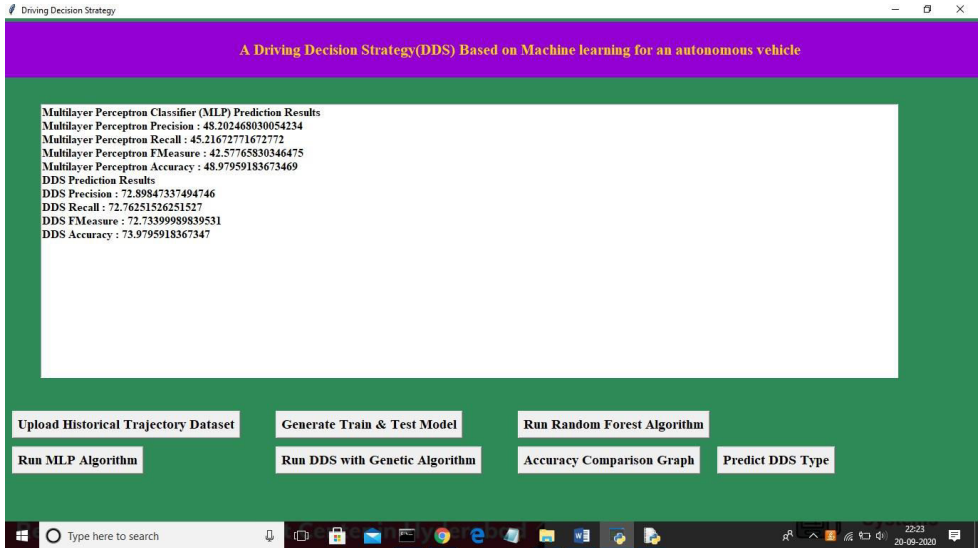 Driving Decision Strategy
A Driving Decision Strategy(DDS) Based on Machine learning for an autonomous vehicle
Multilayer Perceptron Classifier (MLP) Prediction Results
Multilayer Perceptron Precision : 48.202468030054234
Multilayer Perceptron Recall : 45.21672771672772
Multilayer Perceptron FMeasure : 42.57765830346475
Multilayer Perceptron Accuracy : 48.97959183673469
DDS Prediction Results
DDS Precision : 72.89847337494746
DDS Recall : 72.76251526251527
DDS FMeasure : 72.73399989839531
DDS Accuracy : 73.9795918367347
Upload Historical Trajectory Dataset
Generate Train & Test Model
Run Random Forest Algorithm
Run MLP Algorithm
Run DDS with Genetic Algorithm
Accuracy Comparison Graph
Predict DDS Type
Type here to search
22:23
20-09-2020